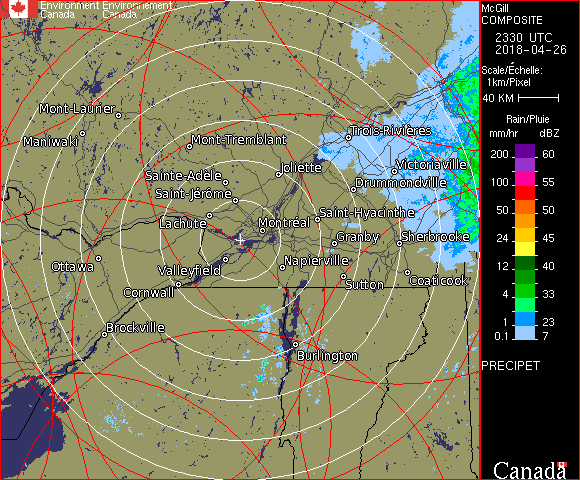 Environment Environnement
Canada Canada
McGill
COMPOSITE
2330 UTC
2018-04-26
Scale/Échelle:
1km/Pixel
40 KM
Rain/Pluie
mm/hr dBZ
200 60
150 57
100 55
50 50
24 45
12 40
4 33
1 23
0.1 7
PRECIPET
Canada
Mont-Laurier
Maniwaki
Mont-Tremblant
Trois-Rivières
Victoriaville
Joliette
Sainte-Adèle
Drummondville
Saint-Jérôme
Lachute
Saint-Hyacinthe
Montréal
Granby
Sherbrooke
Ottawa
Valleyfield
Napierville
Cornwall
Sutton
Coaticook
Brockville
Burlington